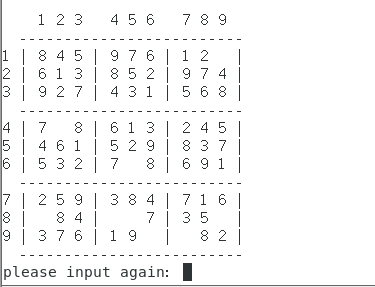 1 2 3   4 5 6   7 8 9
  -------------------------
1 | 8 4 5 | 9 7 6 | 1 2   |
2 | 6 1 3 | 8 5 2 | 9 7 4 |
3 | 9 2 7 | 4 3 1 | 5 6 8 |
  -------------------------
4 | 7   8 | 6 1 3 | 2 4 5 |
5 | 4 6 1 | 5 2 9 | 8 3 7 |
6 | 5 3 2 | 7   8 | 6 9 1 |
  -------------------------
7 | 2 5 9 | 3 8 4 | 7 1 6 |
8 |   8 4 |     7 | 3 5   |
9 | 3 7 6 | 1 9   |   8 2 |
  -------------------------
please input again: